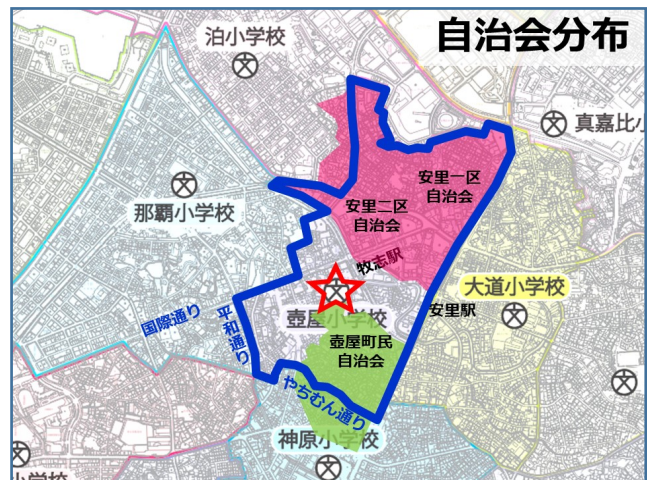 自治会分布
泊小学校
真嘉比小
那覇小学校
安里一区
自治会
安里二区
自治会
牧志駅
大道小学校
安里駅
国際通り
平和通り
壺屋小学校
壺屋町民
自治会
やちむん通り
神原小学校
小学校